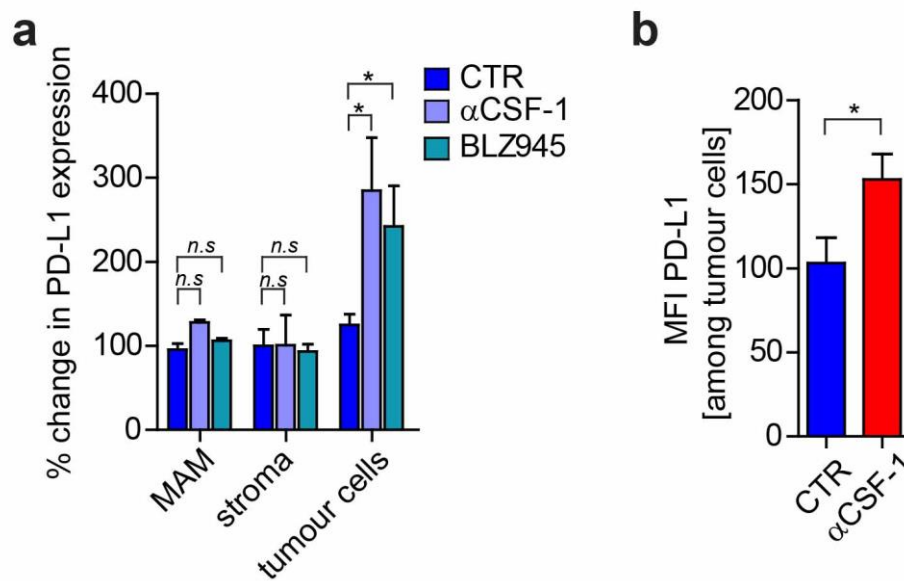 a
% change in PD-L1 expression
400
300
200
100
0
CTR
αCSF-1
BLZ945
n.s
n.s
n.s
n.s
*
*
MAM
stroma
tumour cells
b
MFI PD-L1
[among tumour cells]
200
150
100
50
0
*
CTR
αCSF-1